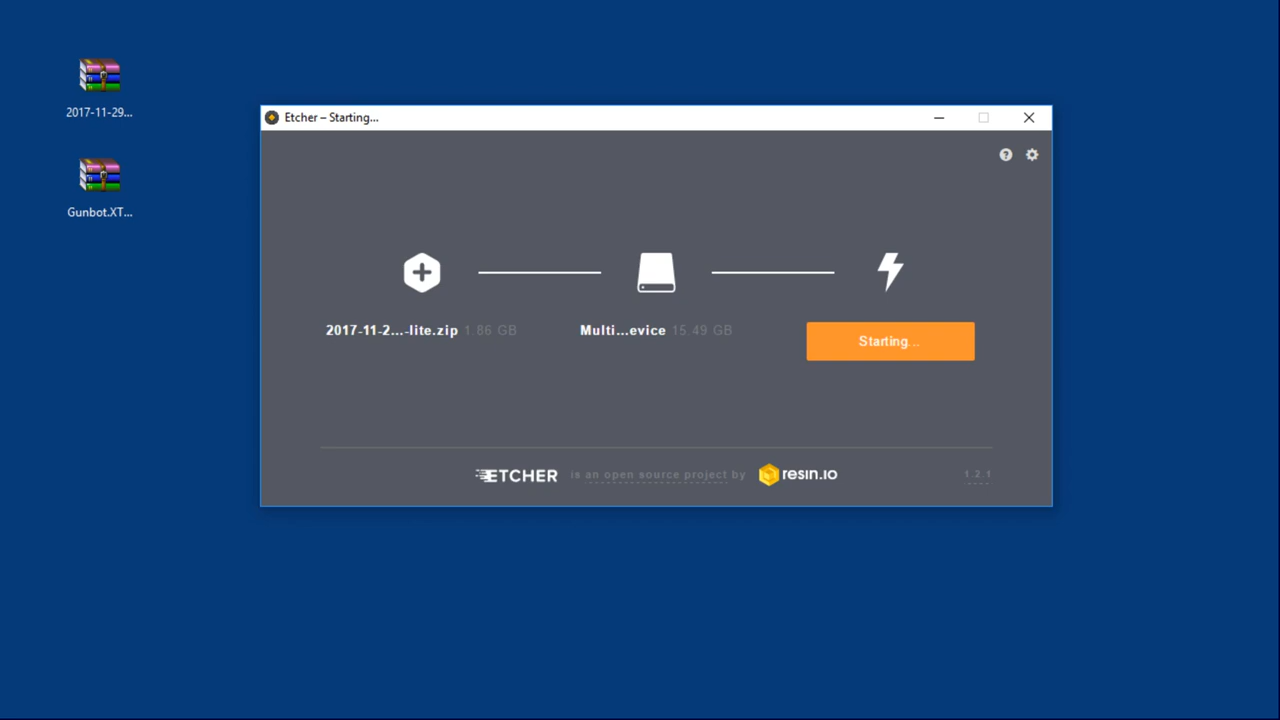 2017-11-29...
Gunbot.XT...
Etcher – Starting...
2017-11-2...-lite.zip 1.86 GB
Multi...evice 15.49 GB
Starting...
ETCHER is an open source project by resin.io
1.2.1